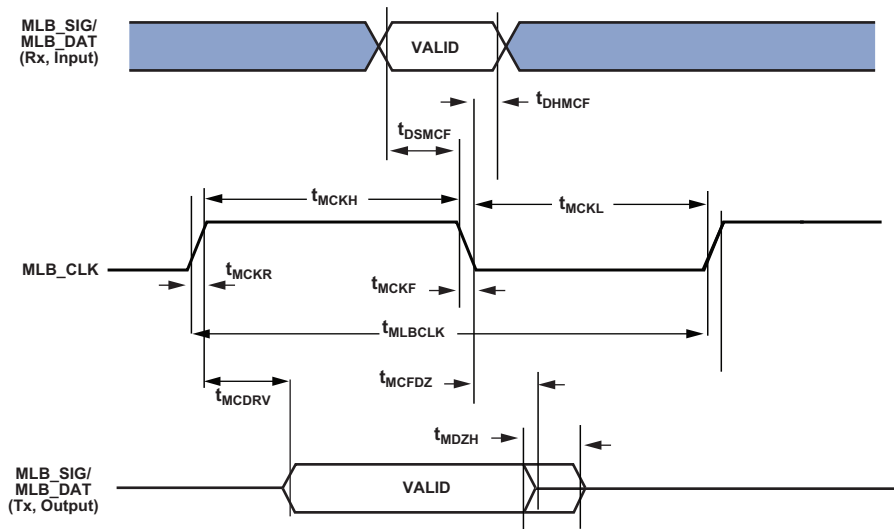 MLB_SIG/
MLB_DAT
(Rx, Input)
VALID
tDHMCF
tDSMCF
tMCKH
tMCKL
MLB_CLK
tMCKR
tMCKF
tMLBCLK
tMCFDZ
tMCDRV
tMDZH
MLB_SIG/
MLB_DAT
(Tx, Output)
VALID